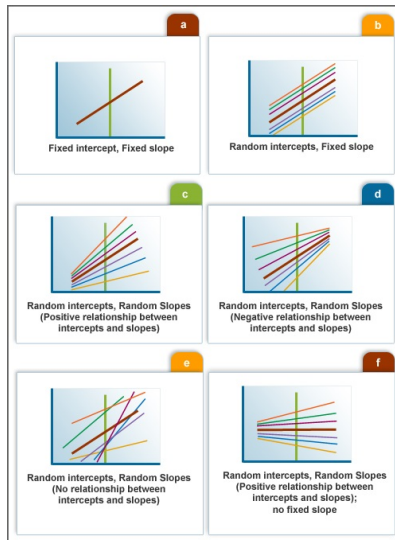 a
Fixed intercept, Fixed slope
b
Random intercepts, Fixed slope
c
Random intercepts, Random Slopes
(Positive relationship between
intercepts and slopes)
d
Random intercepts, Random Slopes
(Negative relationship between
intercepts and slopes)
e
Random intercepts, Random Slopes
(No relationship between
intercepts and slopes)
f
Random intercepts, Random Slopes
(Positive relationship between
intercepts and slopes);
no fixed slope